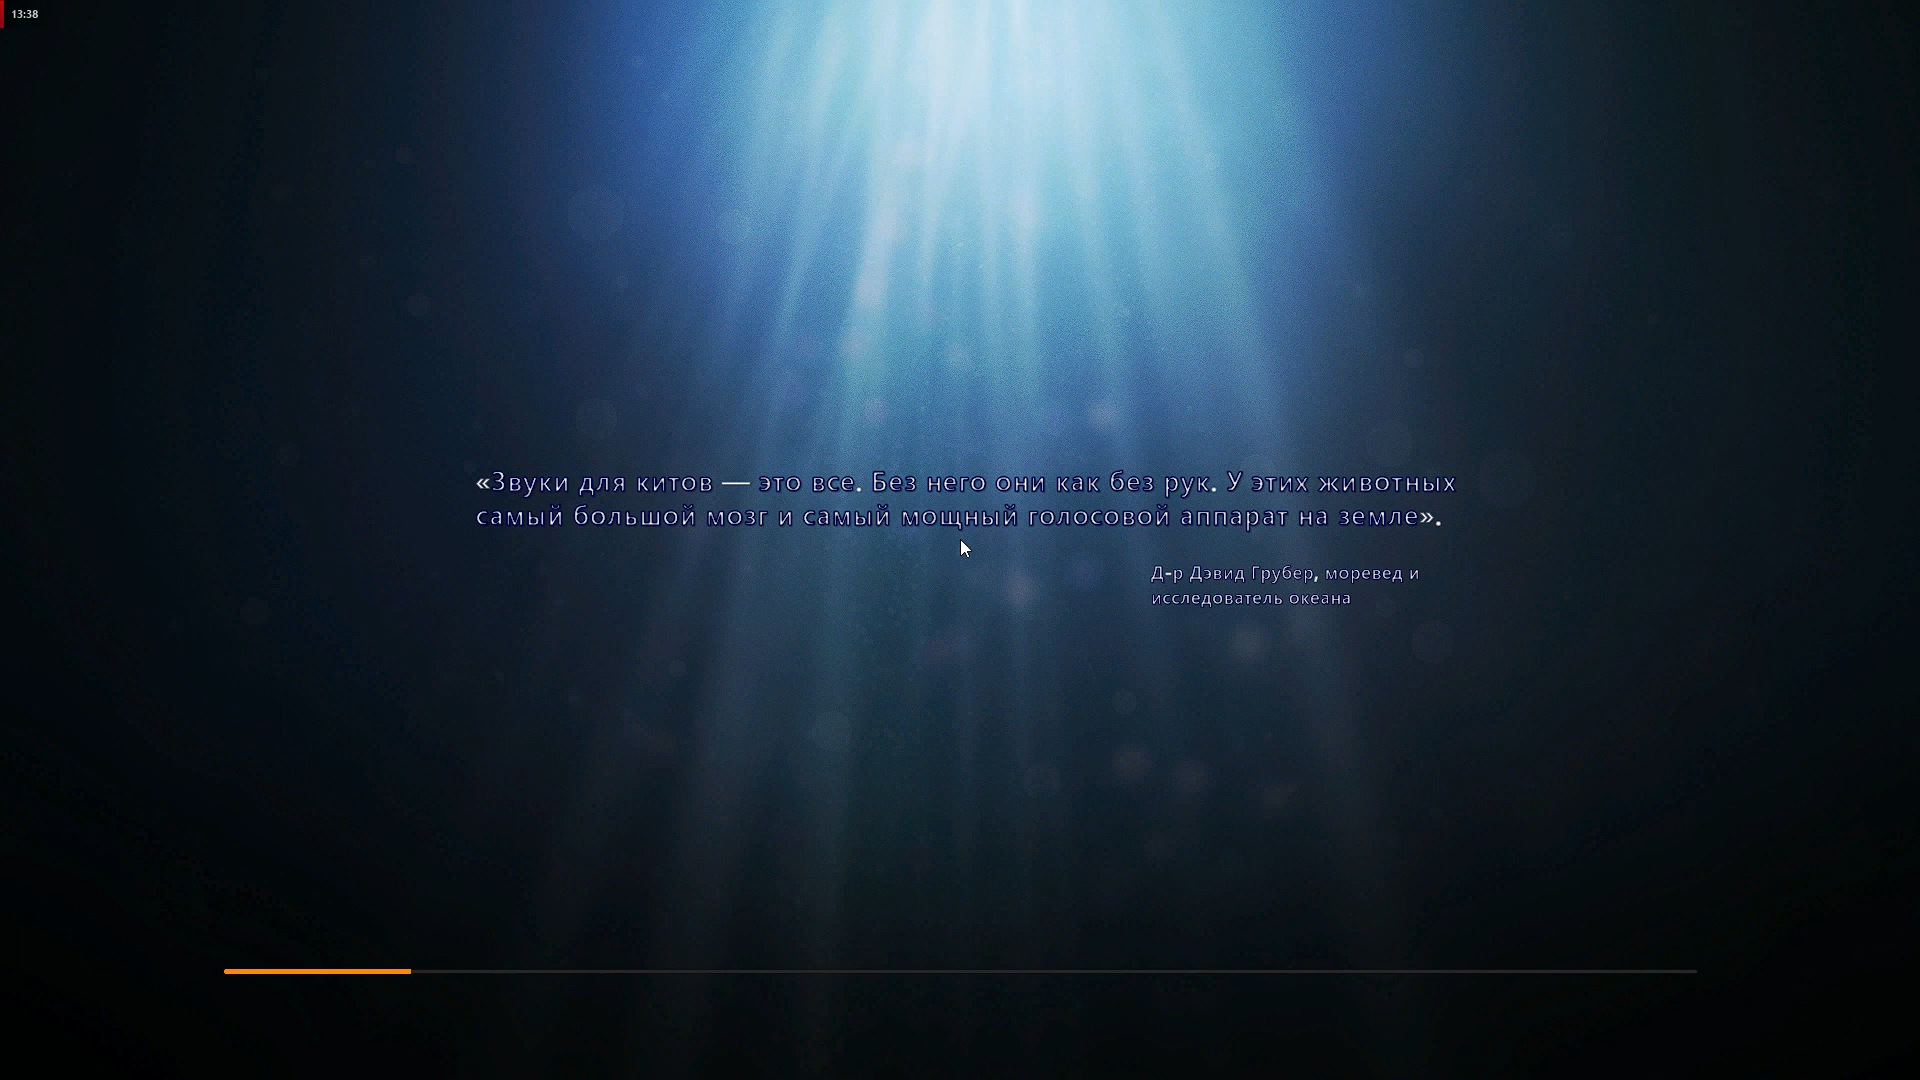 13:38
«Звуки для китов — это все. Без него они как без рук. У этих животных
самый большой мозг и самый мощный голосовой аппарат на земле».
Д-р Дэвид Грубер, моревед и
исследователь океана